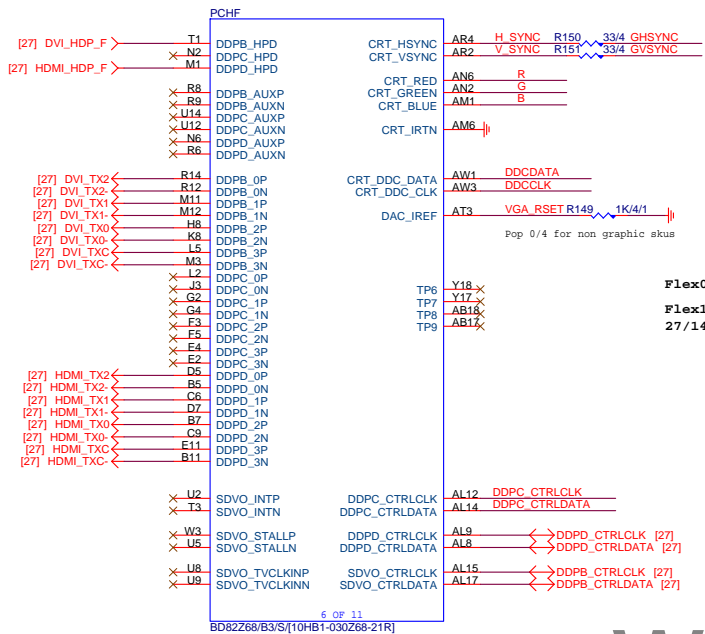 PCHF
[27] DVI_HDP_F T1 DDPB_HPD CRT_HSYNC AR4 H_SYNC R150 33/4 GHSYNC
N2 DDPC_HPD CRT_VSYNC AR2 V_SYNC R151 33/4 GVSYNC
[27] HDMI_HDP_F M1 DDPD_HPD
CRT_RED AN6 R
R8 DDPB_AUXP CRT_GREEN AN2 G
R9 DDPB_AUXN CRT_BLUE AM1 B
U14 DDPC_AUXP
U12 DDPC_AUXN CRT_IRTN AM6
N6 DDPD_AUXP
R6 DDPD_AUXN
[27] DVI_TX2 R14 DDPB_0P CRT_DDC_DATA AW1 DDCDATA
[27] DVI_TX2- R12 DDPB_0N CRT_DDC_CLK AW3 DDCCLK
[27] DVI_TX1 M11 DDPB_1P
[27] DVI_TX1- M12 DDPB_1N DAC_IREF AT3 VGA_RSET R149 1K/4/1
[27] DVI_TX0 H8 DDPB_2P
[27] DVI_TX0- K8 DDPB_2N Pop 0/4 for non graphic skus
[27] DVI_TXC L5 DDPB_3P
[27] DVI_TXC- M3 DDPB_3N
L2 DDPC_0P
J3 DDPC_0N TP6 Y18 Flex0
G2 DDPC_1P TP7 Y17
G4 DDPC_1N TP8 AB18 Flex1
F3 DDPC_2P TP9 AB17 27/14
F5 DDPC_2N
E4 DDPC_3P
E2 DDPC_3N
[27] HDMI_TX2 D5 DDPD_0P
[27] HDMI_TX2- B5 DDPD_0N
[27] HDMI_TX1 C6 DDPD_1P
[27] HDMI_TX1- D7 DDPD_1N
[27] HDMI_TX0 B7 DDPD_2P
[27] HDMI_TX0- C9 DDPD_2N
[27] HDMI_TXC E11 DDPD_3P
[27] HDMI_TXC- B11 DDPD_3N
U2 SDVO_INTP DDPC_CTRLCLK AL12 DDPC_CTRLCLK
T3 SDVO_INTN DDPC_CTRLDATA AL14 DDPC_CTRLDATA
W3 SDVO_STALLP DDPD_CTRLCLK AL9 DDPD_CTRLCLK [27]
U5 SDVO_STALLN DDPD_CTRLDATA AL8 DDPD_CTRLDATA [27]
U8 SDVO_TVCLKINP SDVO_CTRLCLK AL15 DDPB_CTRLCLK [27]
U9 SDVO_TVCLKINN SDVO_CTRLDATA AL17 DDPB_CTRLDATA [27]
6 OF 11
BD82Z68/B3/S/[10HB1-030Z68-21R]